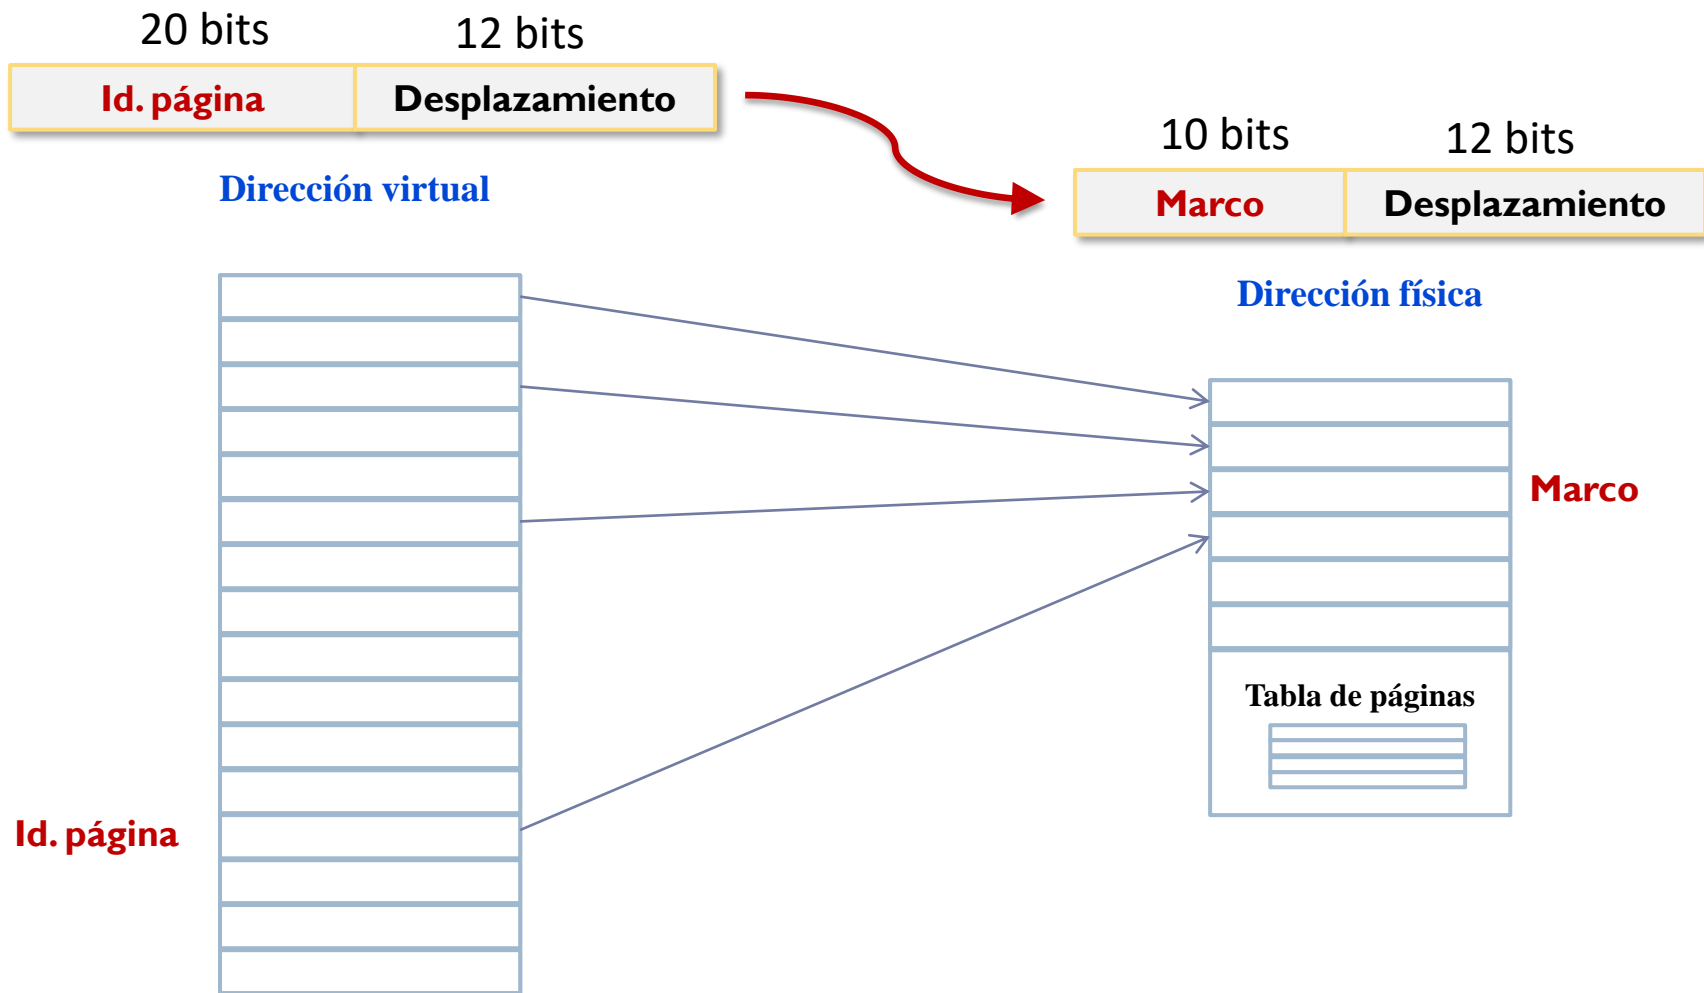 20 bits
12 bits
Id. página
Desplazamiento
Dirección virtual
10 bits
12 bits
Marco
Desplazamiento
Dirección física
Marco
Tabla de páginas
Id. página